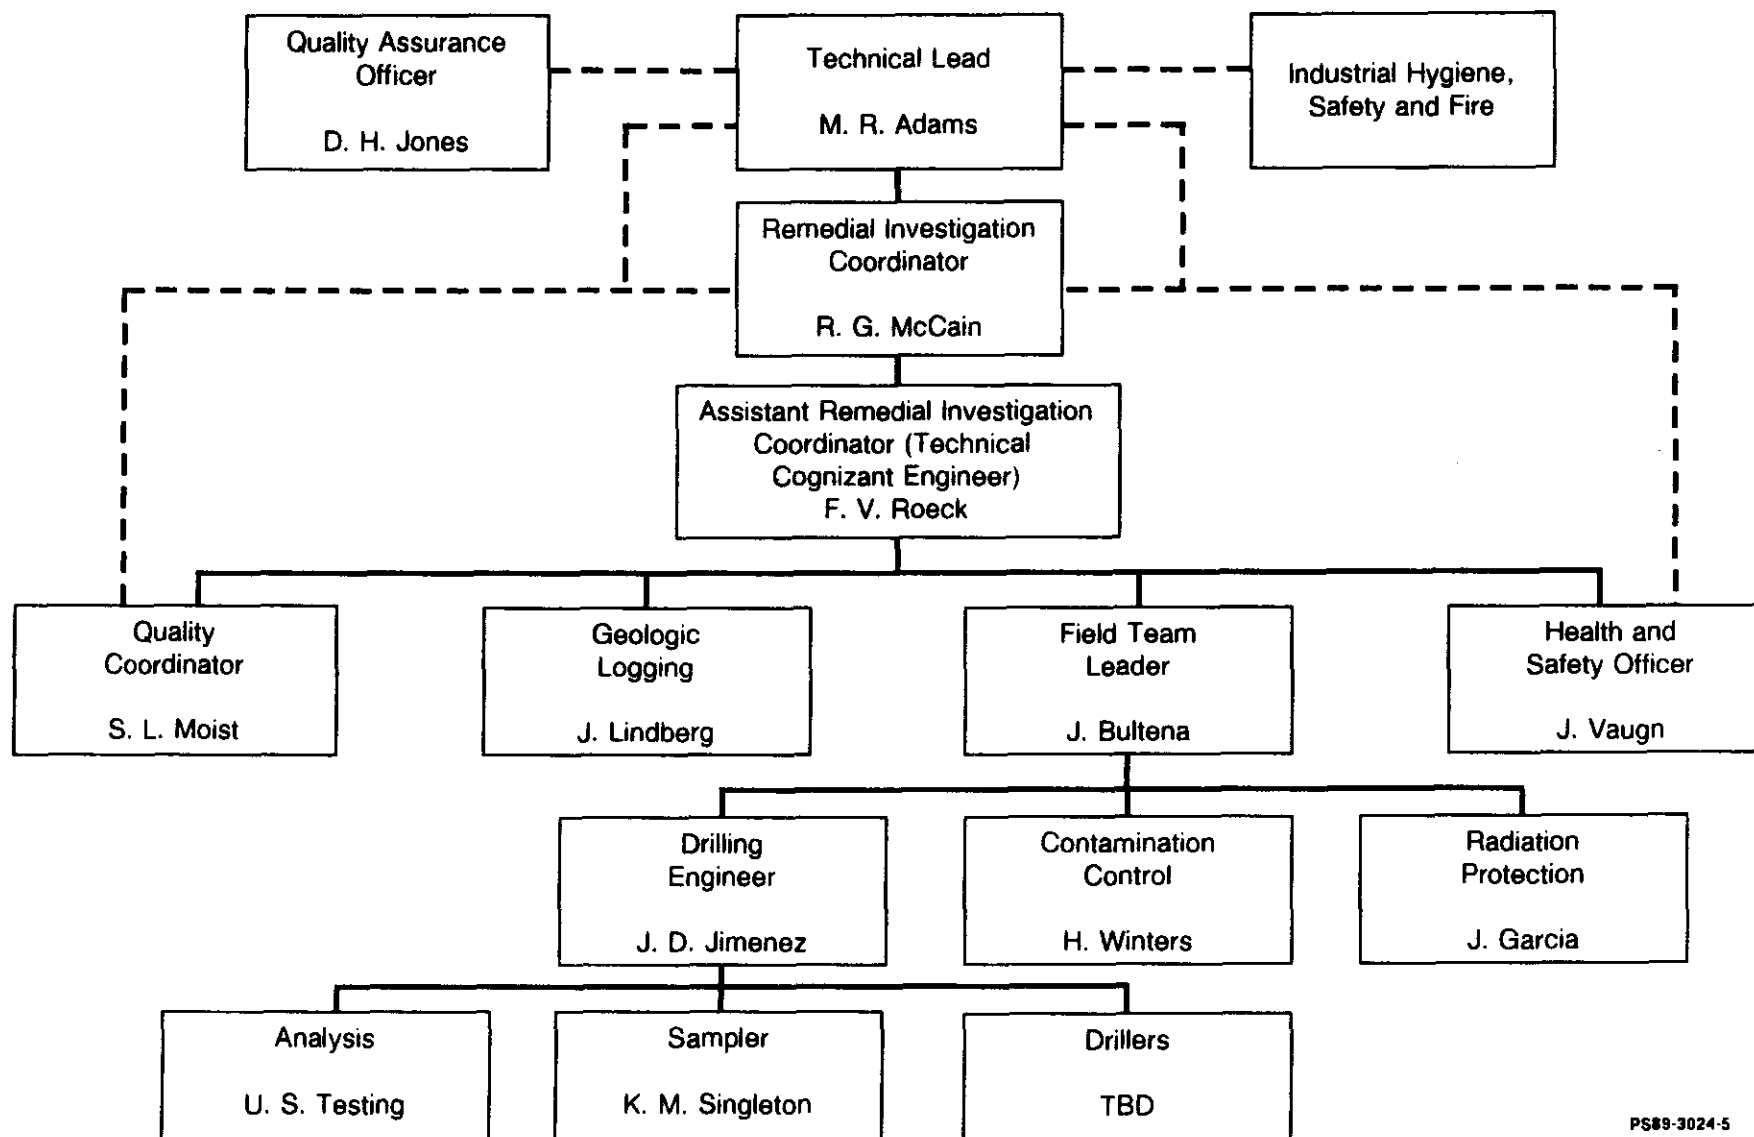 Quality Assurance
Officer
D. H. Jones
Technical Lead
M. R. Adams
Industrial Hygiene,
Safety and Fire
Remedial Investigation
Coordinator
R. G. McCain
Assistant Remedial Investigation
Coordinator (Technical
Cognizant Engineer)
F. V. Roeck
Quality
Coordinator
S. L. Moist
Geologic
Logging
J. Lindberg
Field Team
Leader
J. Bultena
Health and
Safety Officer
J. Vaugn
Drilling
Engineer
J. D. Jimenez
Contamination
Control
H. Winters
Radiation
Protection
J. Garcia
Analysis
U. S. Testing
Sampler
K. M. Singleton
Drillers
TBD
PS89-3024-5